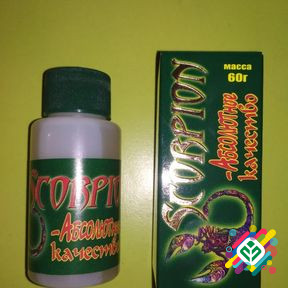 SCORPION
-Абсолютное
качество
масса
60г
SCORPION
-Абсолютное
качество